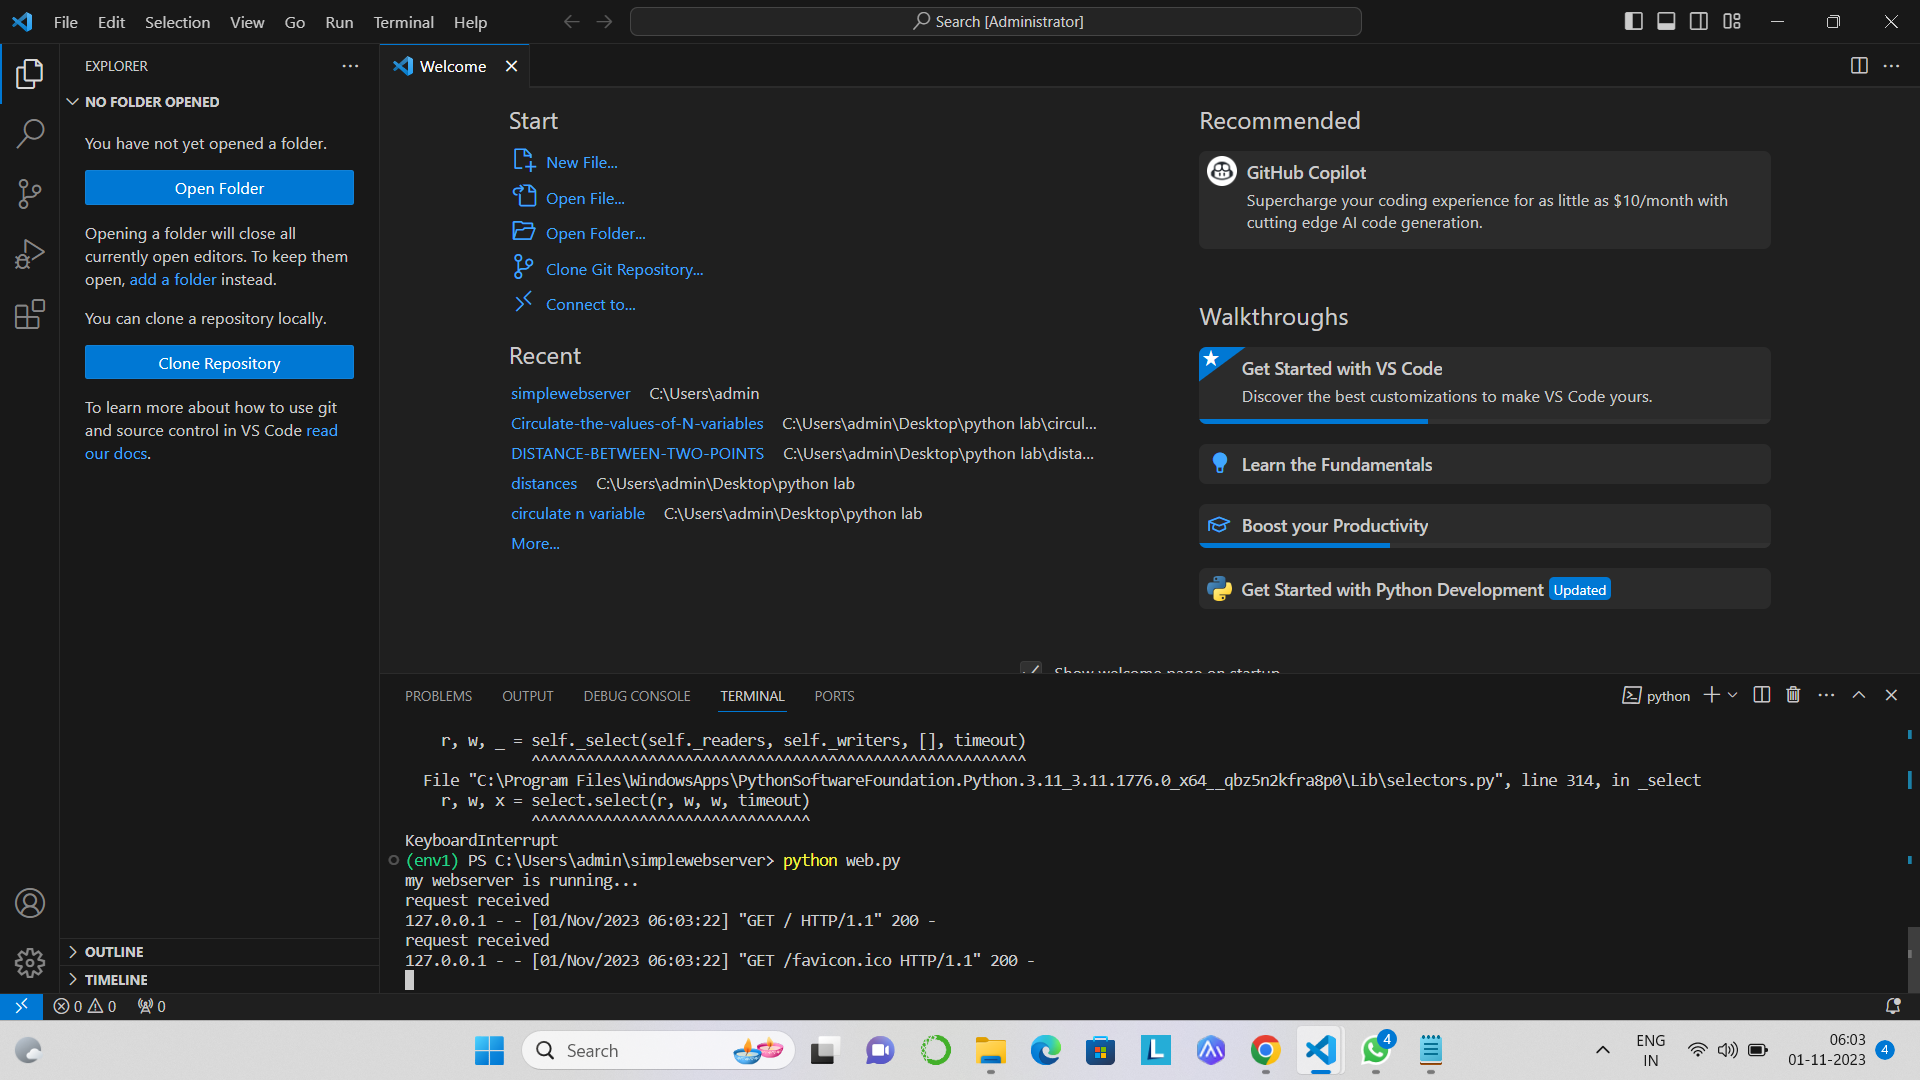 File Edit Selection View Go Run Terminal Help
Search [Administrator]
EXPLORER
NO FOLDER OPENED
You have not yet opened a folder.
Open Folder
Opening a folder will close all
currently open editors. To keep them
open, add a folder instead.
You can clone a repository locally.
Clone Repository
To learn more about how to use git
and source control in VS Code read
our docs.
OUTLINE
TIMELINE
Welcome
Start
New File...
Open File...
Open Folder...
Clone Git Repository...
Connect to...
Recent
simplewebserver C:\Users\admin
Circulate-the-values-of-N-variables C:\Users\admin\Desktop\python lab\circul...
DISTANCE-BETWEEN-TWO-POINTS C:\Users\admin\Desktop\python lab\dista...
distances C:\Users\admin\Desktop\python lab
circulate n variable C:\Users\admin\Desktop\python lab
More...
Recommended
GitHub Copilot
Supercharge your coding experience for as little as $10/month with
cutting edge AI code generation.
Walkthroughs
Get Started with VS Code
Discover the best customizations to make VS Code yours.
Learn the Fundamentals
Boost your Productivity
Get Started with Python Development Updated
Show welcome page on startup
PROBLEMS OUTPUT DEBUG CONSOLE TERMINAL PORTS
python
r, w, _ = self._select(self._readers, self._writers, [], timeout)
^^^^^^^^^^^^^^^^^^^^^^^^^^^^^^^^^^^^^^^^^^^^^^^^^^^^^^^
File "C:\Program Files\WindowsApps\PythonSoftwareFoundation.Python.3.11_3.11.1776.0_x64__qbz5n2kfra8p0\Lib\selectors.py", line 314, in _select
r, w, x = select.select(r, w, w, timeout)
^^^^^^^^^^^^^^^^^^^^^^^^^^^^^^^
KeyboardInterrupt
(env1) PS C:\Users\admin\simplewebserver> python web.py
my webserver is running...
request received
127.0.0.1 - - [01/Nov/2023 06:03:22] "GET / HTTP/1.1" 200 -
request received
127.0.0.1 - - [01/Nov/2023 06:03:22] "GET /favicon.ico HTTP/1.1" 200 -
0 0 0
Search
L
4
ENG
IN
06:03
01-11-2023
4